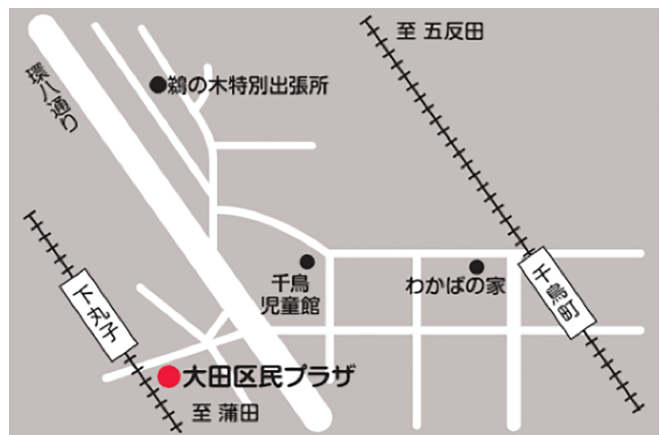 至 五反田
環八通り
鵜の木特別出張所
千鳥町
下丸子
千鳥
児童館
わかばの家
大田区民プラザ
至 蒲田